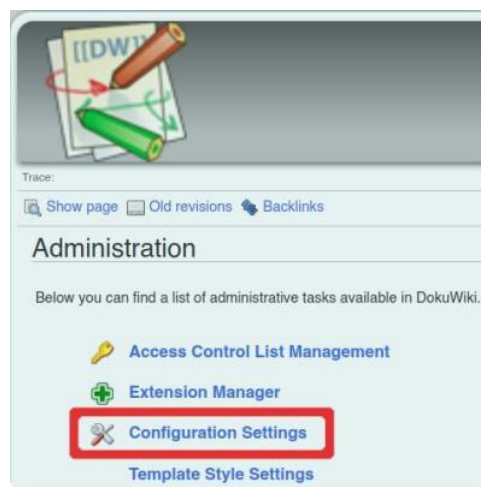 [[DW]]
Trace:
Show page Old revisions Backlinks
Administration
Below you can find a list of administrative tasks available in DokuWiki.
Access Control List Management
Extension Manager
Configuration Settings
Template Style Settings